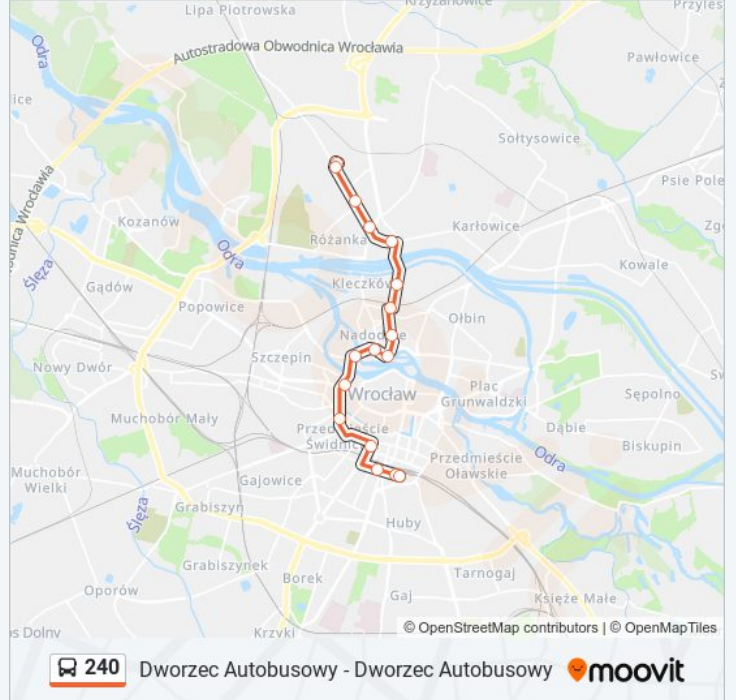 Lipa Piotrowska
Krzyżanowice
Przyles
Odra
Autostradowa Obwodnica Wrocławia
Pawłowice
ice
Sołtysowice
Psie Pole
dnica Wrocławia
Kozanów
Karłowice
Różanka
Zg
Odra
Ślęza
Kowale
Gądów
Kleczków
Popowice
Ołbin
Nadodrze
Szczepin
Nowy Dwór
Plac
Grunwaldzki
Sępolno
Wrocław
Muchobór Mały
Przedmieście
Świdnic
Dąbie
Biskupin
Przedmieście
Oławskie
Odra
Muchobór
Wielki
Gajowice
Ślęza
Grabiszyn
Huby
Grabiszynek
Borek
Tarnogaj
Oporów
Gaj
Księże Małe
os Dolny
Krzyki
© OpenStreetMap contributors | © OpenMapTiles
240 Dworzec Autobusowy - Dworzec Autobusowy moovit